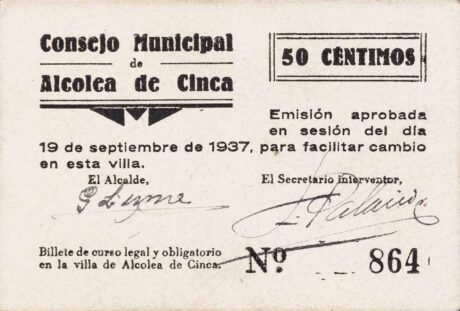 Consejo Municipal
de
Alcolea de Cinca
50 CÉNTIMOS
Emisión aprobada
en sesión del día
19 de septiembre de 1937, para facilitar cambio
en esta villa.
El Alcalde,
El Secretario interventor,
Billete de curso legal y obligatorio
en la villa de Alcolea de Cinca.
Nº. 864